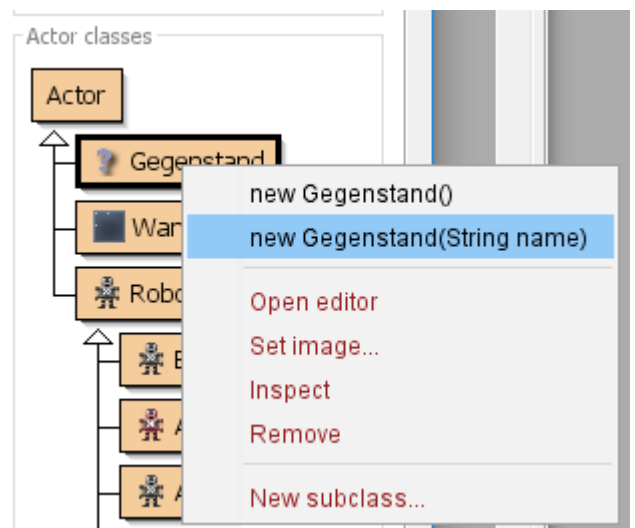 Actor classes
Actor
Gegenstand
new Gegenstand()
new Gegenstand(String name)
Open editor
Set image...
Inspect
Remove
New subclass...